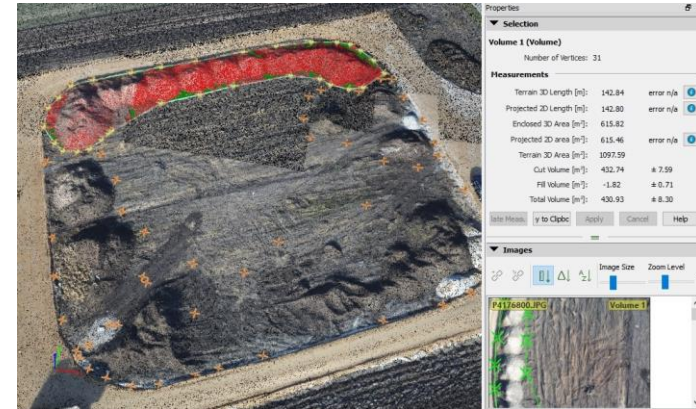 Properties
Selection
Volume 1 (Volume)
Number of Vertices: 31
Measurements
Terrain 3D Length [m]: 142.84 error n/a
Projected 2D Length [m]: 142.80 error n/a
Enclosed 3D Area [m²]: 615.82
Projected 2D area [m²]: 615.46 error n/a
Terrain 3D Area [m²]: 1097.59
Cut Volume [m³]: 432.74 ± 7.59
Fill Volume [m³]: -1.82 ± 0.71
Total Volume [m³]: 430.93 ± 8.30
late Meas. y to Clipbc Apply Cancel Help
Images
Image Size Zoom Level
P4176800.JPG Volume 1